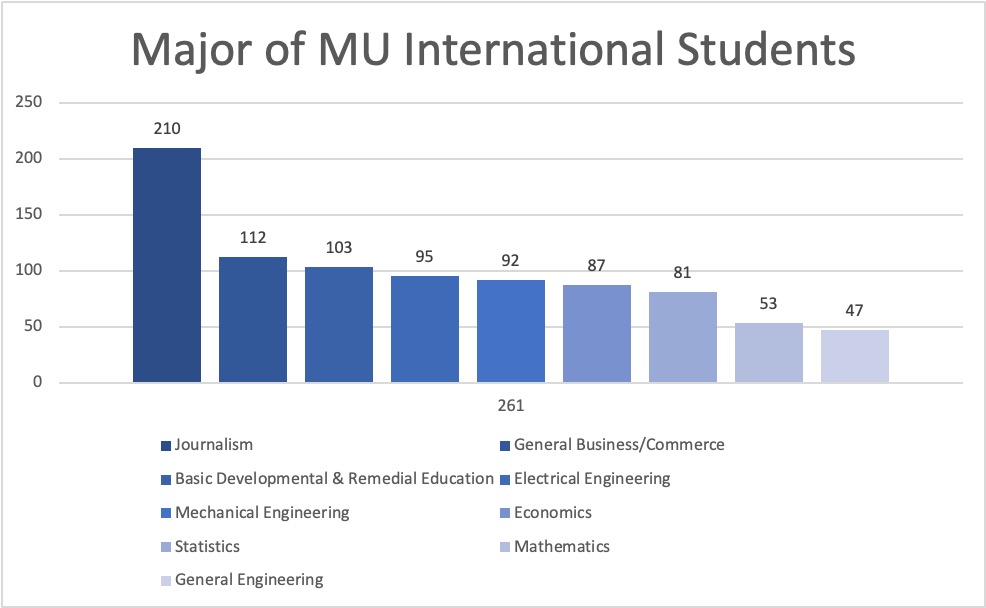 Major of MU International Students
250
200
150
100
50
0
210
112
103
95
92
87
81
53
47
261
Journalism
General Business/Commerce
Basic Developmental & Remedial Education
Electrical Engineering
Mechanical Engineering
Economics
Statistics
Mathematics
General Engineering